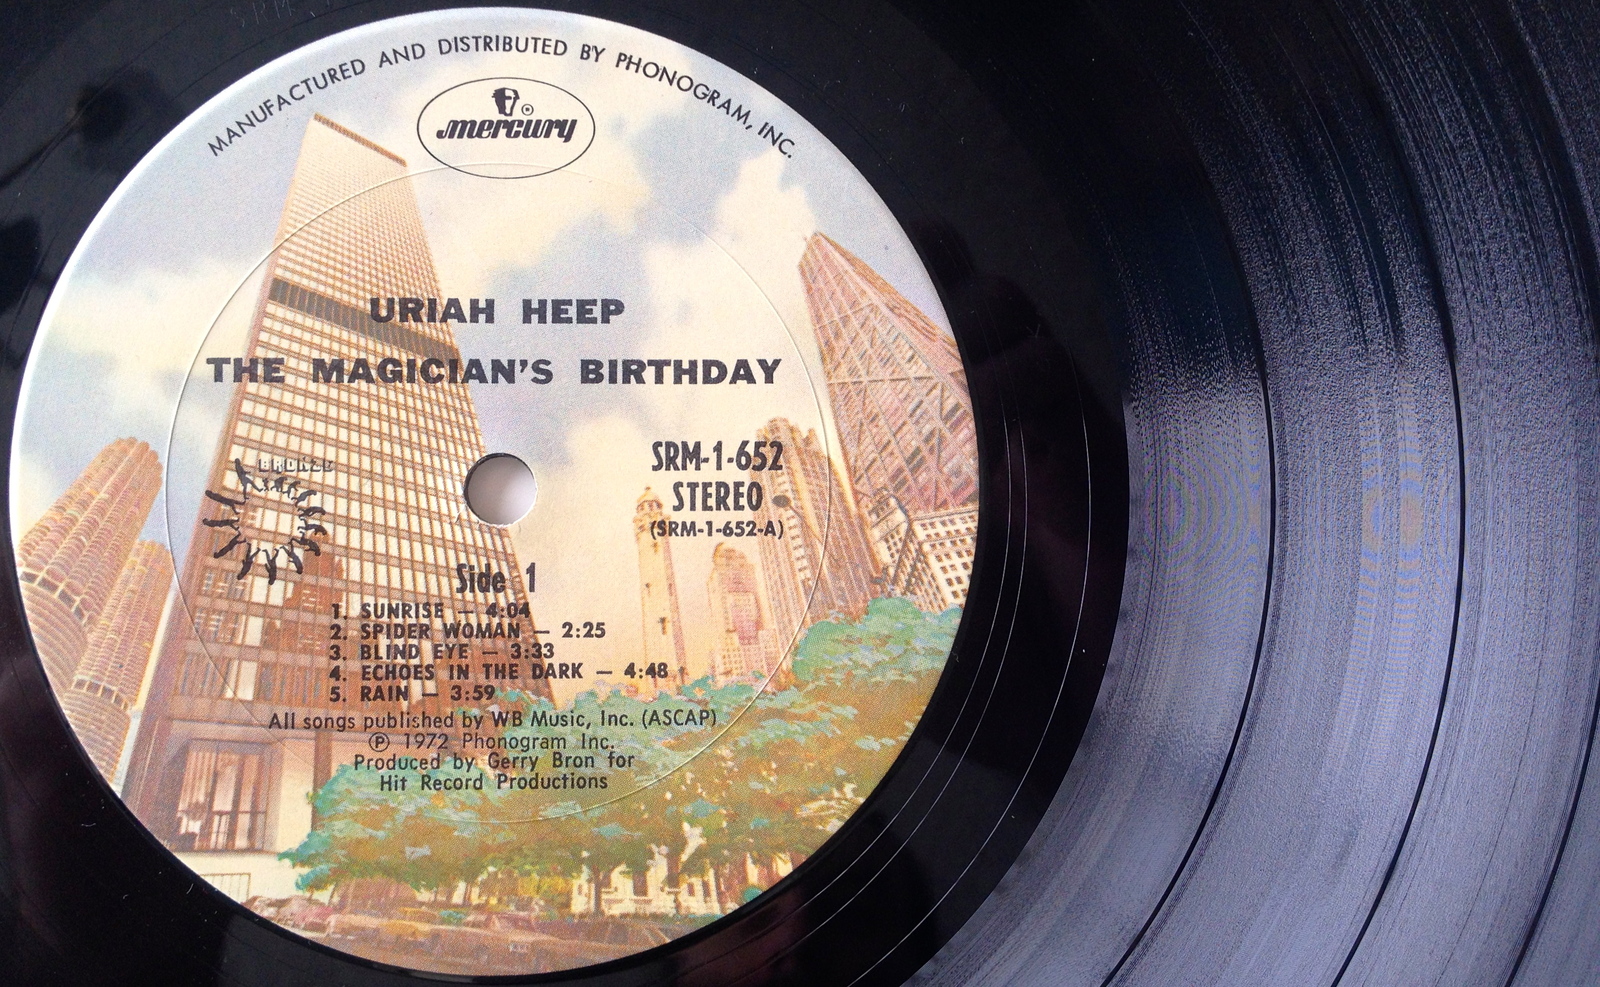 MANUFACTURED AND DISTRIBUTED BY PHONOGRAM, INC.
mercury
®
URIAH HEEP
THE MAGICIAN'S BIRTHDAY
BRONZE
SRM-1-652
STEREO
(SRM-1-652-A)
Side 1
1. SUNRISE — 4:04
2. SPIDER WOMAN — 2:25
3. BLIND EYE — 3:33
4. ECHOES IN THE DARK — 4:48
5. RAIN — 3:59
All songs published by WB Music, Inc. (ASCAP)
℗ 1972 Phonogram Inc.
Produced by Gerry Bron for
Hit Record Productions